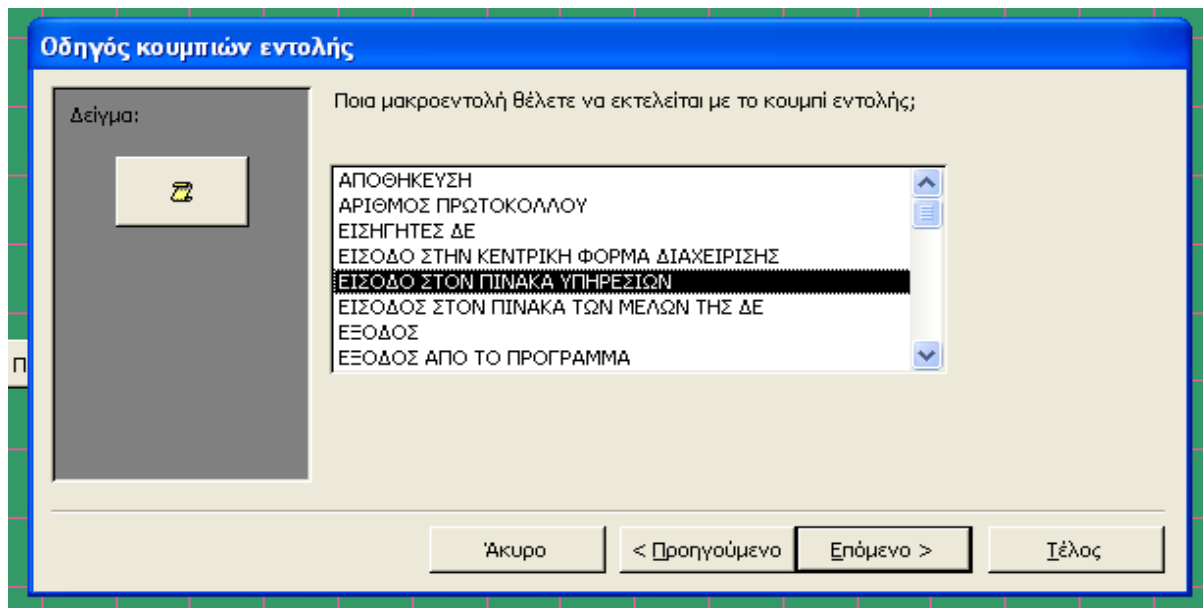 Οδηγός κουμπιών εντολής
Δείγμα:
Ποια μακροεντολή θέλετε να εκτελείται με το κουμπί εντολής;
ΑΠΟΘΗΚΕΥΣΗ
ΑΡΙΘΜΟΣ ΠΡΩΤΟΚΟΛΛΟΥ
ΕΙΣΗΓΗΤΕΣ ΔΕ
ΕΙΣΟΔΟ ΣΤΗΝ ΚΕΝΤΡΙΚΗ ΦΟΡΜΑ ΔΙΑΧΕΙΡΙΣΗΣ
ΕΙΣΟΔΟ ΣΤΟΝ ΠΙΝΑΚΑ ΥΠΗΡΕΣΙΩΝ
ΕΙΣΟΔΟΣ ΣΤΟΝ ΠΙΝΑΚΑ ΤΩΝ ΜΕΛΩΝ ΤΗΣ ΔΕ
ΕΞΟΔΟΣ
ΕΞΟΔΟΣ ΑΠΟ ΤΟ ΠΡΟΓΡΑΜΜΑ
Π
Άκυρο
< Προηγούμενο
Επόμενο >
Τέλος